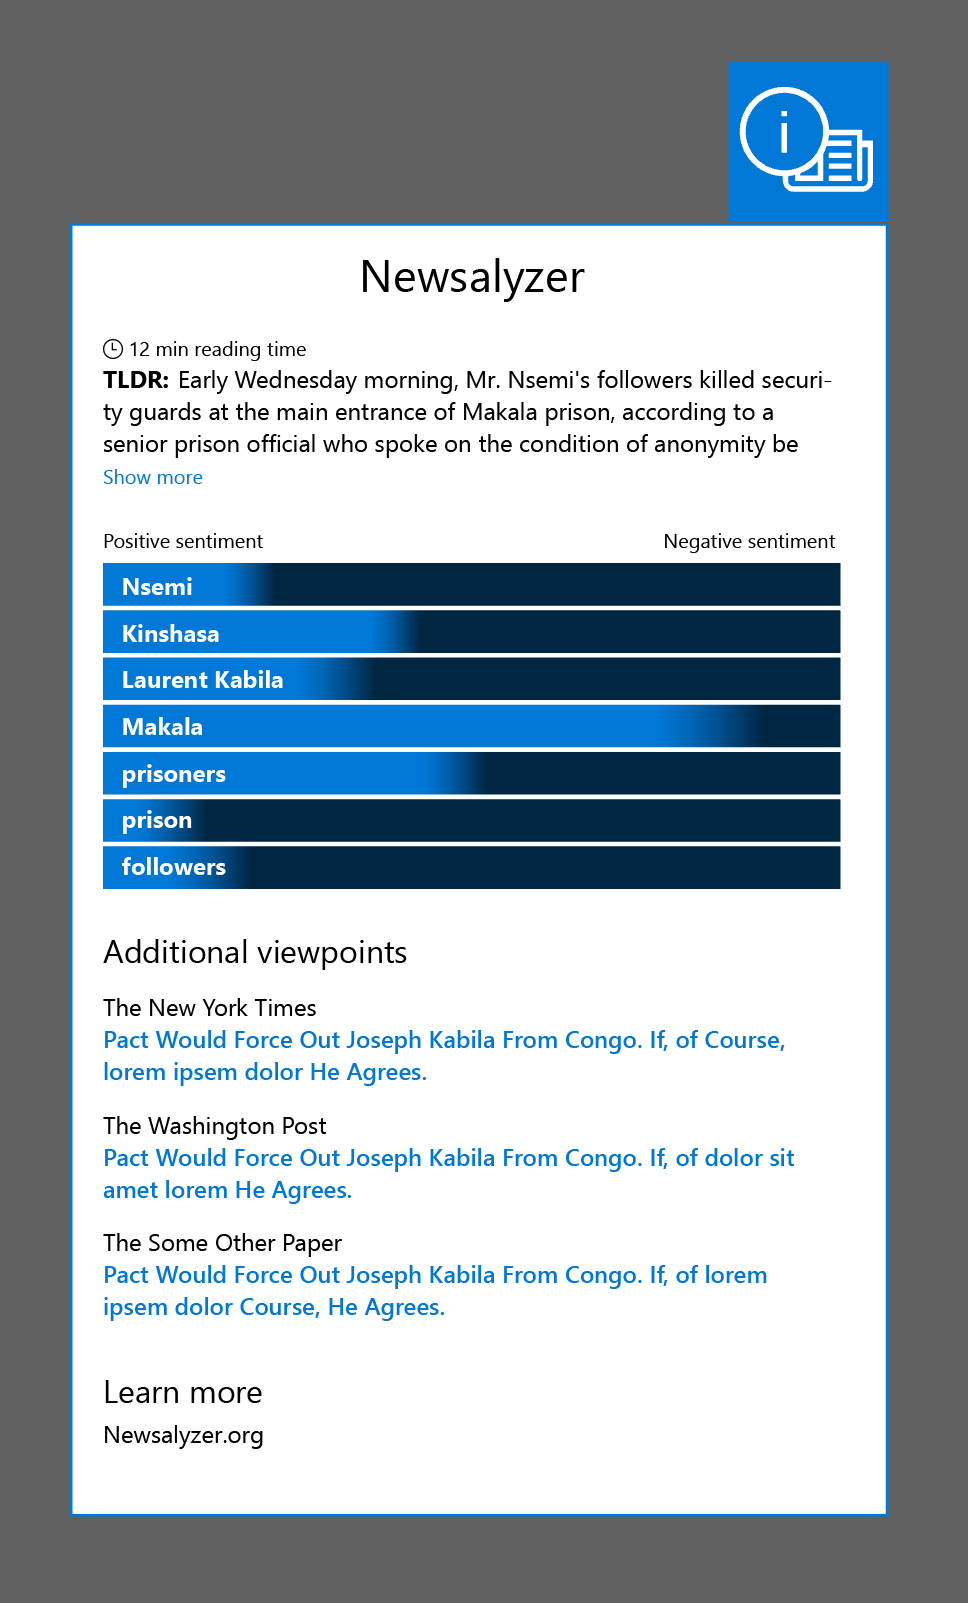 i
Newsalyzer
12 min reading time
TLDR: Early Wednesday morning, Mr. Nsemi's followers killed securi-
ty guards at the main entrance of Makala prison, according to a
senior prison official who spoke on the condition of anonymity be
Show more
Positive sentiment Negative sentiment
Nsemi
Kinshasa
Laurent Kabila
Makala
prisoners
prison
followers
Additional viewpoints
The New York Times
Pact Would Force Out Joseph Kabila From Congo. If, of Course,
lorem ipsem dolor He Agrees.
The Washington Post
Pact Would Force Out Joseph Kabila From Congo. If, of dolor sit
amet lorem He Agrees.
The Some Other Paper
Pact Would Force Out Joseph Kabila From Congo. If, of lorem
ipsem dolor Course, He Agrees.
Learn more
Newsalyzer.org